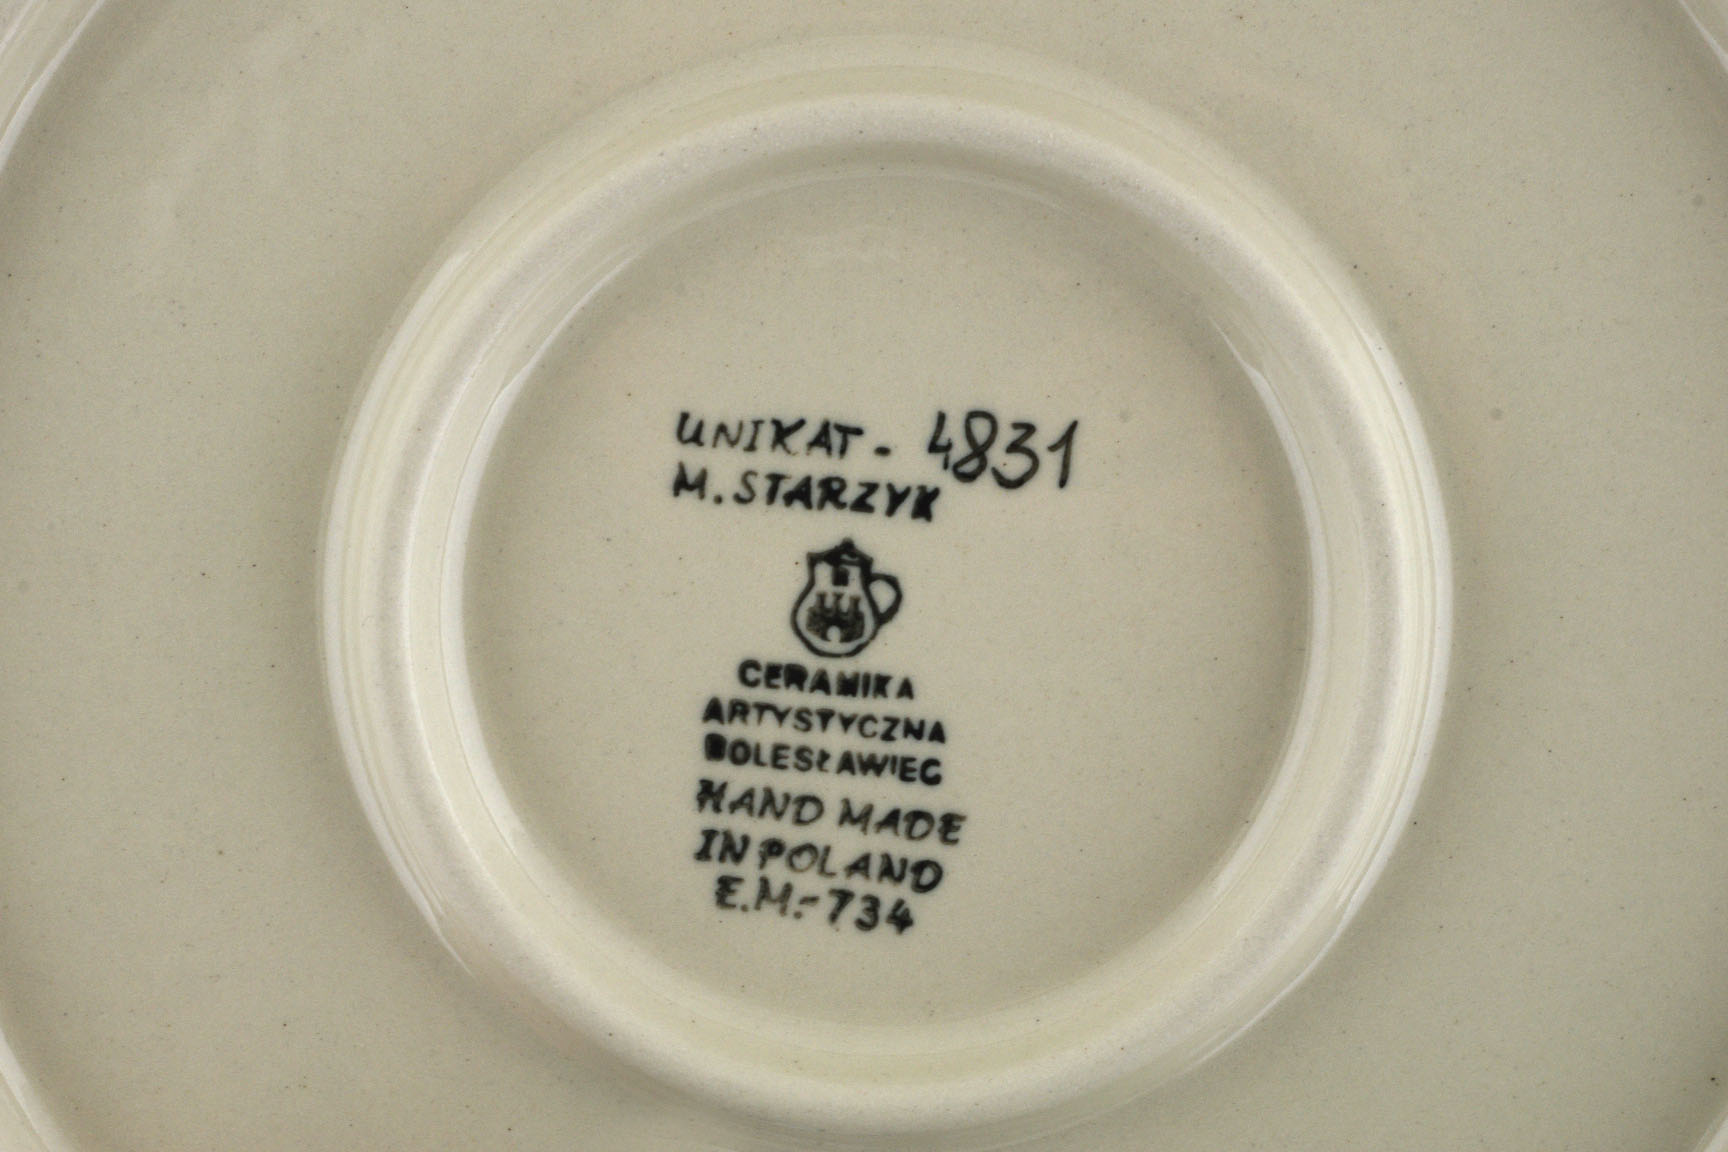 UNIKAT - 4831
M. STARZYK
CERAMIKA
ARTYSTYCZNA
BOLESŁAWIEC
HAND MADE
IN POLAND
E.M.-734